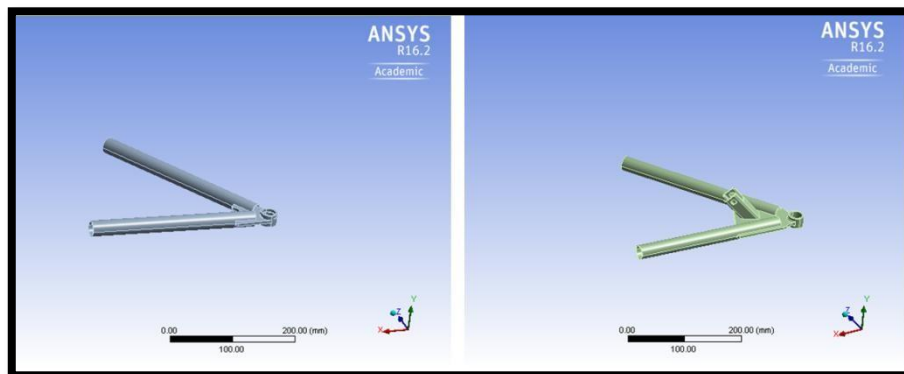 ANSYS
R16.2
Academic
Y
Z
X
0.00
200.00 (mm)
100.00
ANSYS
R16.2
Academic
Y
Z
X
0.00
200.00 (mm)
100.00